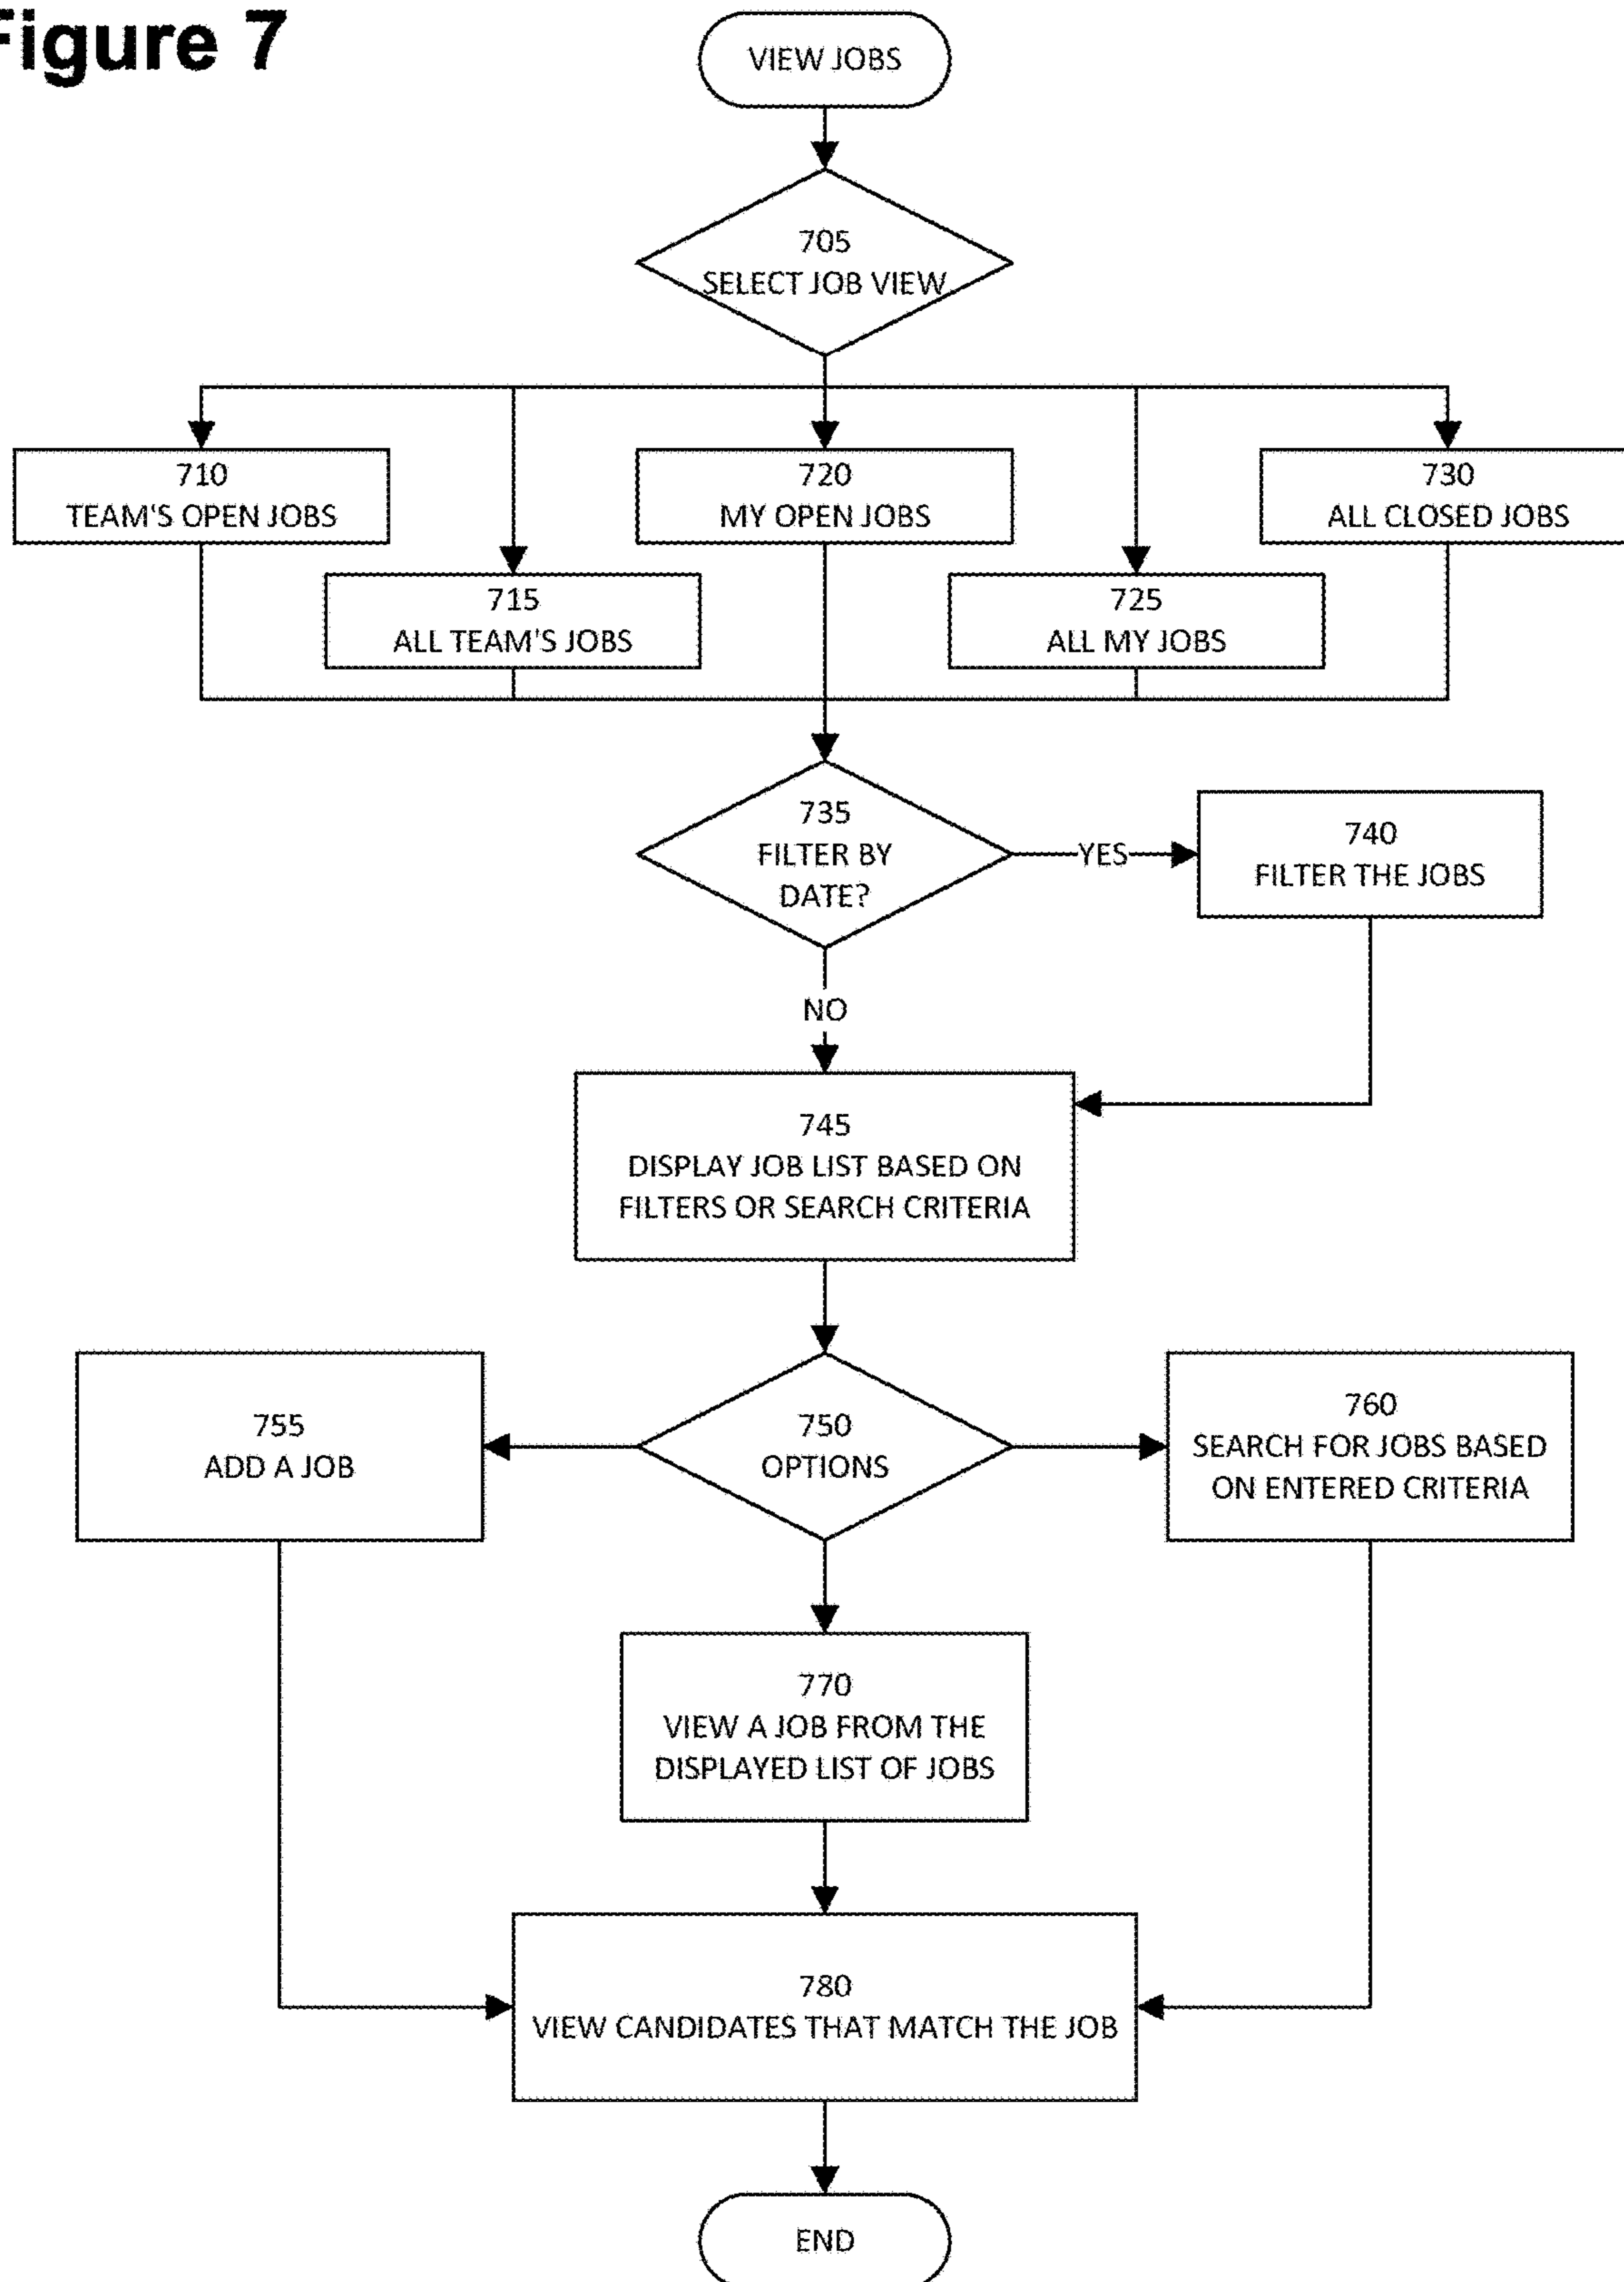 Figure 7
VIEW JOBS
705
SELECT JOB VIEW
710
TEAM'S OPEN JOBS
720
MY OPEN JOBS
730
ALL CLOSED JOBS
715
ALL TEAM'S JOBS
725
ALL MY JOBS
735
FILTER BY
DATE?
YES
740
FILTER THE JOBS
NO
745
DISPLAY JOB LIST BASED ON
FILTERS OR SEARCH CRITERIA
755
ADD A JOB
750
OPTIONS
760
SEARCH FOR JOBS BASED
ON ENTERED CRITERIA
770
VIEW A JOB FROM THE
DISPLAYED LIST OF JOBS
780
VIEW CANDIDATES THAT MATCH THE JOB
END